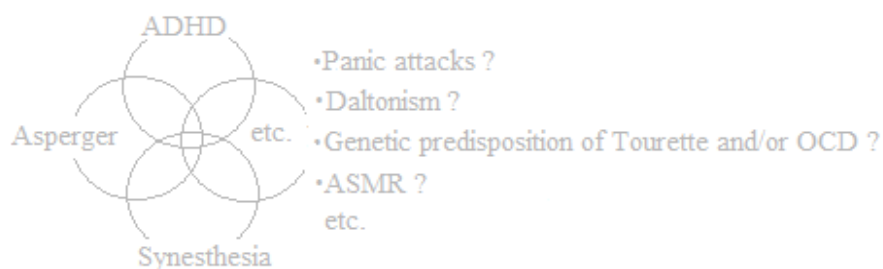 ADHD
Asperger
etc.
Synesthesia
•Panic attacks ?
•Daltonism ?
•Genetic predisposition of Tourette and/or OCD ?
•ASMR ?
etc.